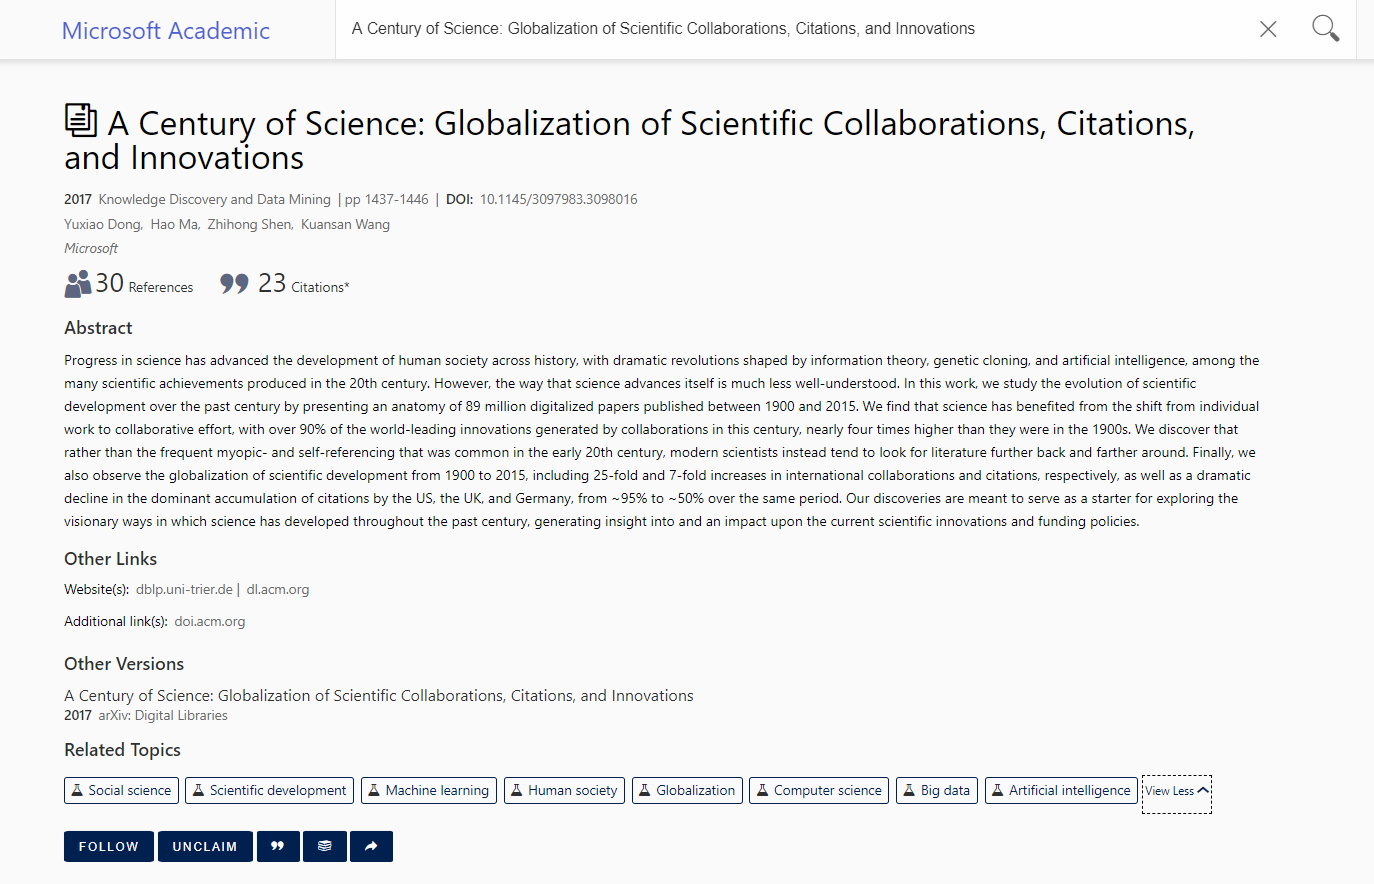 Microsoft Academic
A Century of Science: Globalization of Scientific Collaborations, Citations, and Innovations
A Century of Science: Globalization of Scientific Collaborations, Citations,
and Innovations
2017 Knowledge Discovery and Data Mining | pp 1437-1446 | DOI: 10.1145/3097983.3098016
Yuxiao Dong, Hao Ma, Zhihong Shen, Kuansan Wang
Microsoft
30 References 23 Citations*
Abstract
Progress in science has advanced the development of human society across history, with dramatic revolutions shaped by information theory, genetic cloning, and artificial intelligence, among the
many scientific achievements produced in the 20th century. However, the way that science advances itself is much less well-understood. In this work, we study the evolution of scientific
development over the past century by presenting an anatomy of 89 million digitalized papers published between 1900 and 2015. We find that science has benefited from the shift from individual
work to collaborative effort, with over 90% of the world-leading innovations generated by collaborations in this century, nearly four times higher than they were in the 1900s. We discover that
rather than the frequent myopic- and self-referencing that was common in the early 20th century, modern scientists instead tend to look for literature further back and farther around. Finally, we
also observe the globalization of scientific development from 1900 to 2015, including 25-fold and 7-fold increases in international collaborations and citations, respectively, as well as a dramatic
decline in the dominant accumulation of citations by the US, the UK, and Germany, from ~95% to ~50% over the same period. Our discoveries are meant to serve as a starter for exploring the
visionary ways in which science has developed throughout the past century, generating insight into and an impact upon the current scientific innovations and funding policies.
Other Links
Website(s): dblp.uni-trier.de | dl.acm.org
Additional link(s): doi.acm.org
Other Versions
A Century of Science: Globalization of Scientific Collaborations, Citations, and Innovations
2017 arXiv: Digital Libraries
Related Topics
Social science Scientific development Machine learning Human society Globalization Computer science Big data Artificial intelligence View Less
FOLLOW UNCLAIM